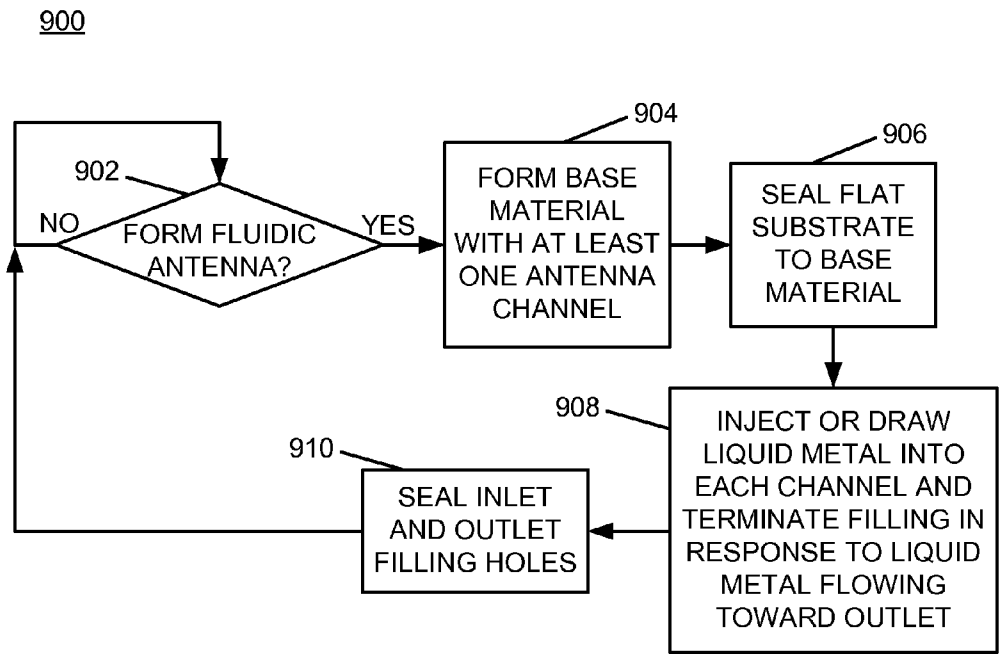 900
902
FORM FLUIDIC
ANTENNA?
NO
YES
904
FORM BASE
MATERIAL
WITH AT LEAST
ONE ANTENNA
CHANNEL
906
SEAL FLAT
SUBSTRATE
TO BASE
MATERIAL
908
INJECT OR DRAW
LIQUID METAL INTO
EACH CHANNEL AND
TERMINATE FILLING IN
RESPONSE TO LIQUID
METAL FLOWING
TOWARD OUTLET
910
SEAL INLET
AND OUTLET
FILLING HOLES